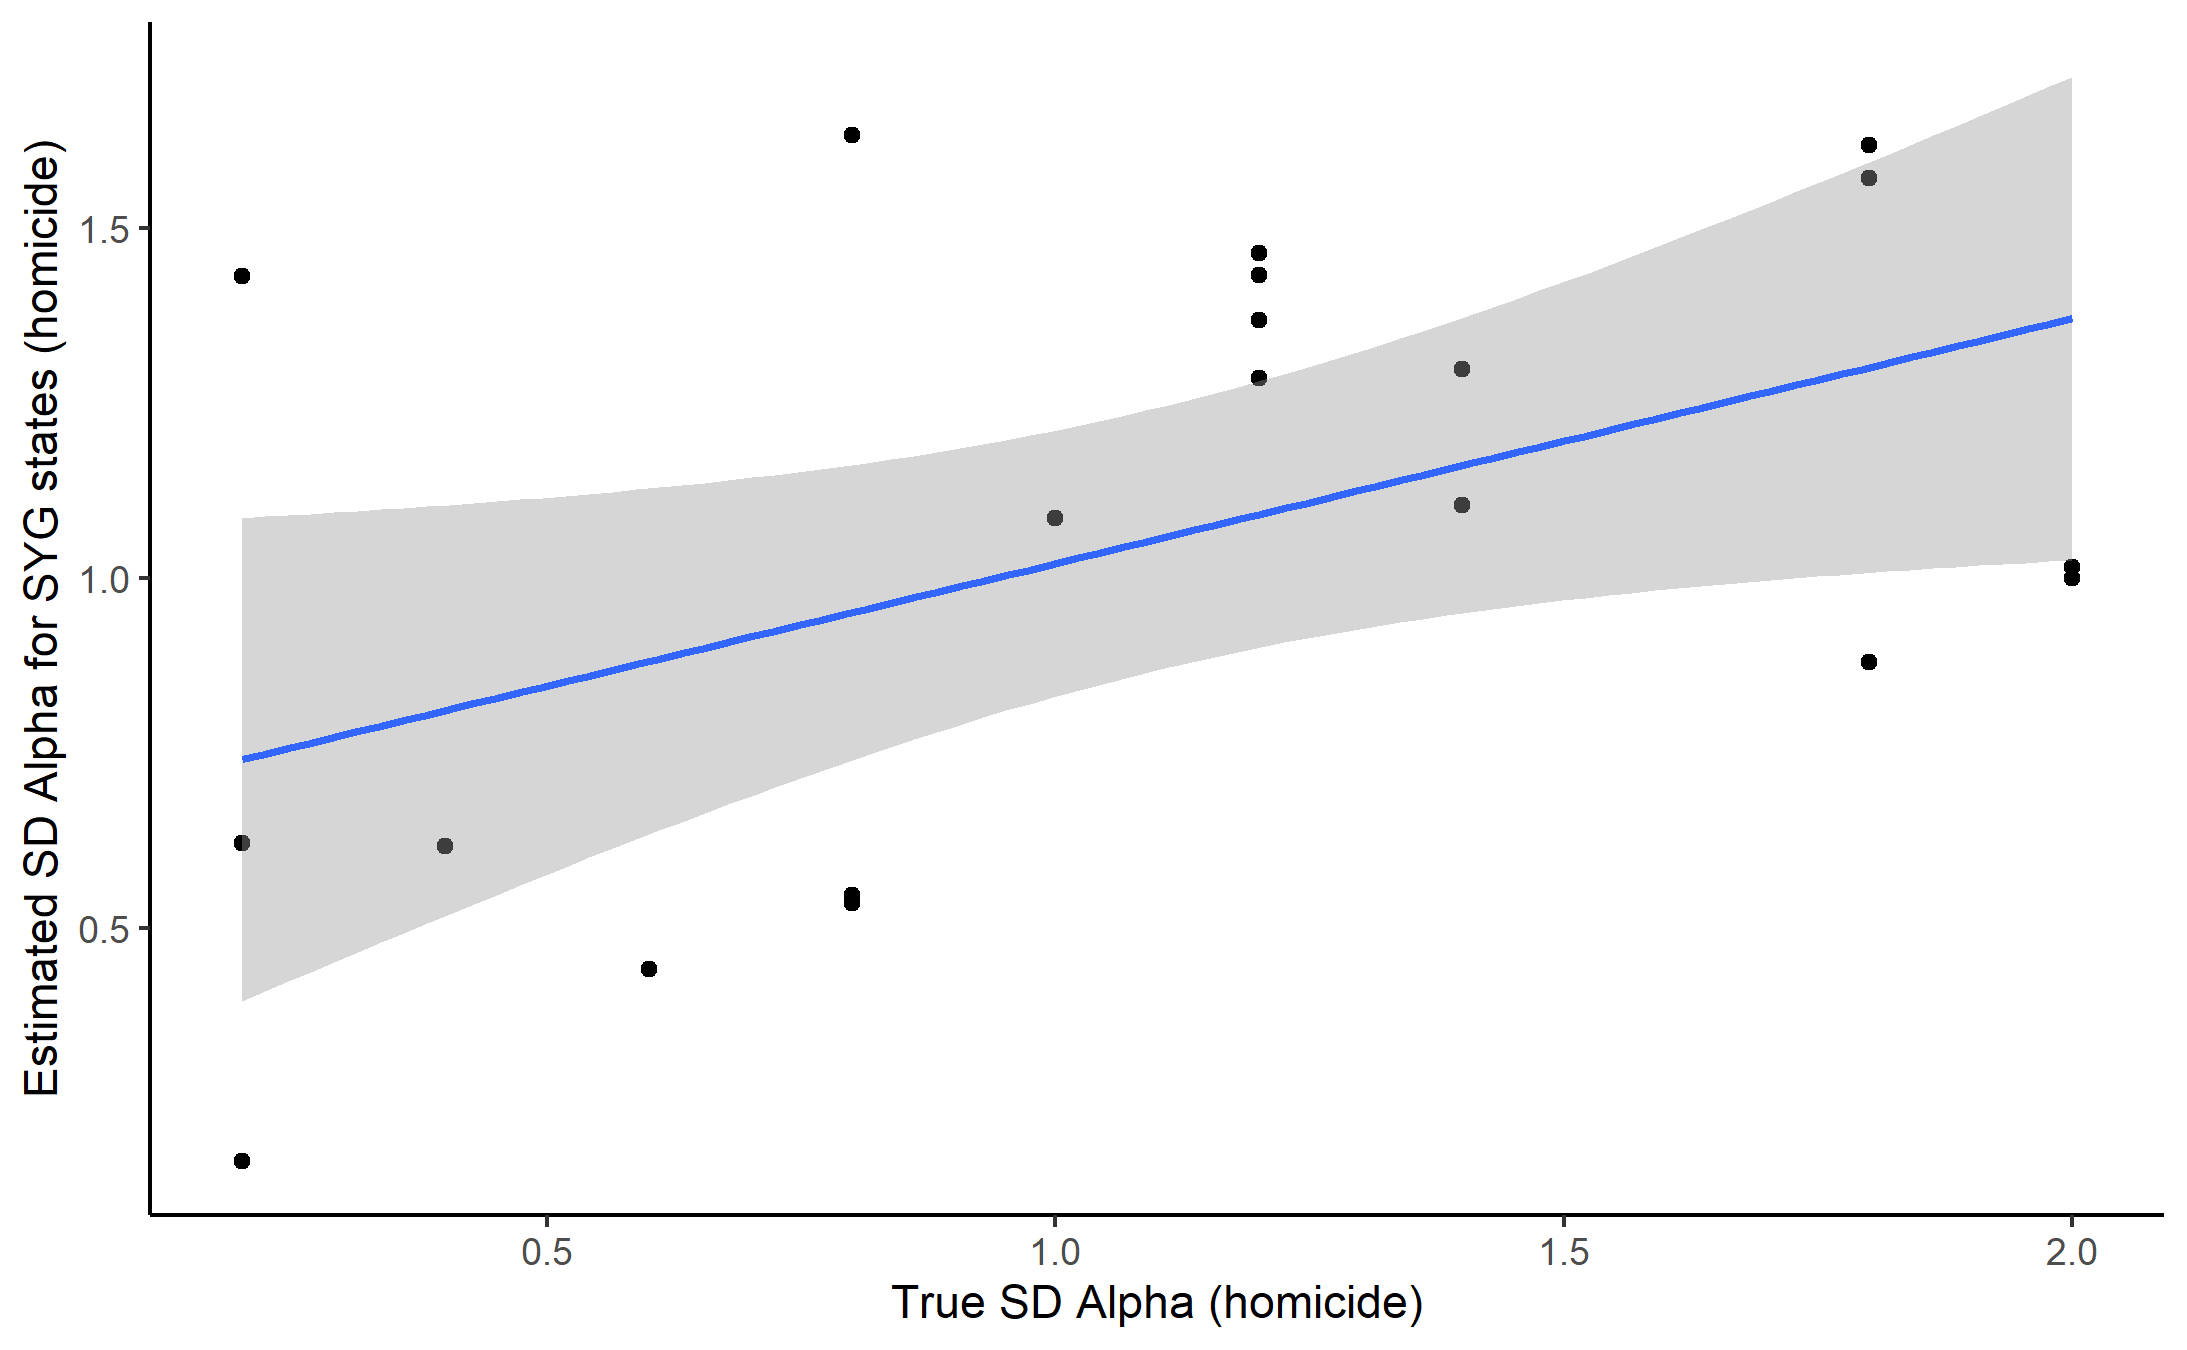 Estimated SD Alpha for SYG states (homicide)
1.5
1.0
0.5
0.5 1.0 1.5 2.0
True SD Alpha (homicide)